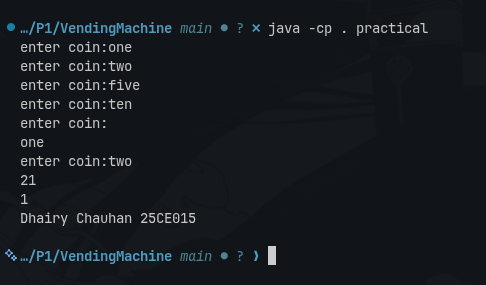 …/P1/VendingMachine main ● ? × java -cp . practical
enter coin:one
enter coin:two
enter coin:five
enter coin:ten
enter coin:
one
enter coin:two
21
1
Dhairy Chauhan 25CE015
…/P1/VendingMachine main ● ? ❯